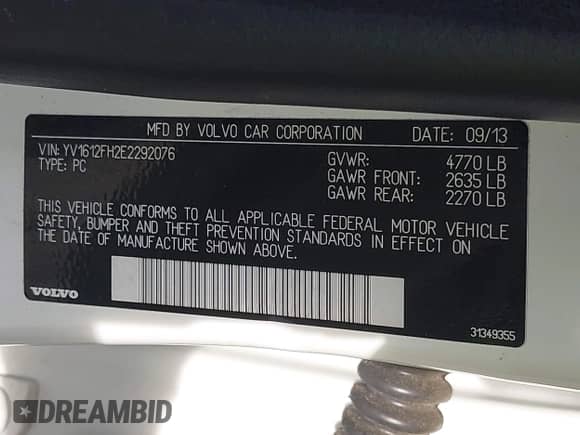 MFD BY VOLVO CAR CORPORATION DATE: 09/13
VIN: YV1612FH2E2292076
TYPE: PC
GVWR: 4770 LB
GAWR FRONT: 2635 LB
GAWR REAR: 2270 LB
THIS VEHICLE CONFORMS TO ALL APPLICABLE FEDERAL MOTOR VEHICLE
SAFETY, BUMPER AND THEFT PREVENTION STANDARDS IN EFFECT ON
THE DATE OF MANUFACTURE SHOWN ABOVE.
VOLVO
31349355
DREAMBID